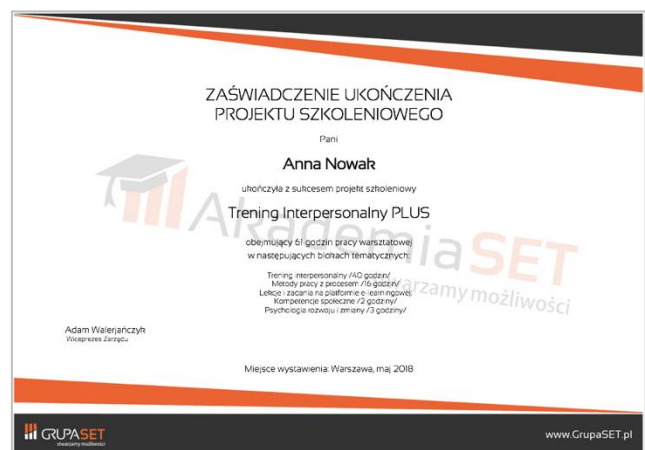 ZAŚWIADCZENIE UKOŃCZENIA
PROJEKTU SZKOLENIOWEGO
Pani
Anna Nowak
ukończyła z sukcesem projekt szkoleniowy
Trening Interpersonalny PLUS
obejmujący 61 godzin pracy warsztatowej
w następujących blokach tematycznych:
Trening interpersonalny /40 godzin/
Metody pracy z procesem /16 godzin/
Lekcje i zadania na platformie e-learningowej:
Kompetencje społeczne /2 godziny/
Psychologia rozwoju i zmiany /3 godziny/
AkademiaSET
stwarzamy możliwości
Adam Walerjańczyk
Wiceprezes Zarządu
Miejsce wystawienia: Warszawa, maj 2018
GRUPASET
stwarzamy możliwości
www.GrupaSET.pl